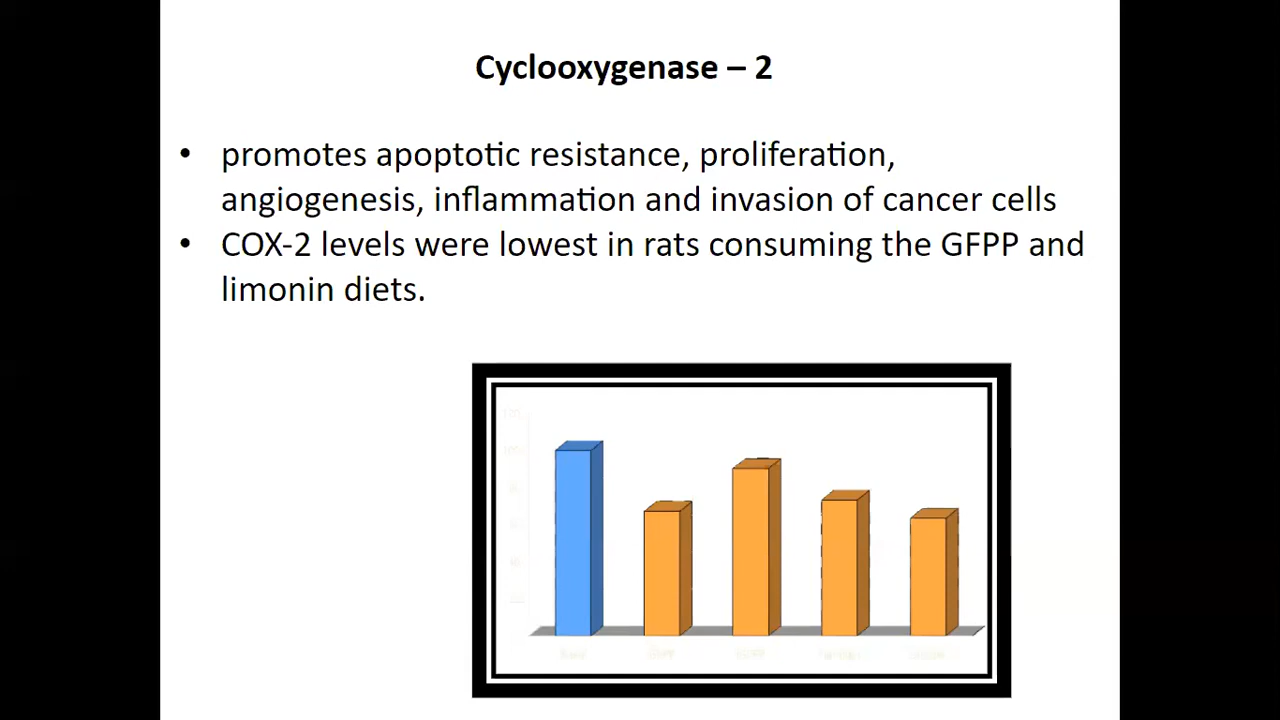 Cyclooxygenase – 2
• promotes apoptotic resistance, proliferation,
angiogenesis, inflammation and invasion of cancer cells
• COX-2 levels were lowest in rats consuming the GFPP and
limonin diets.